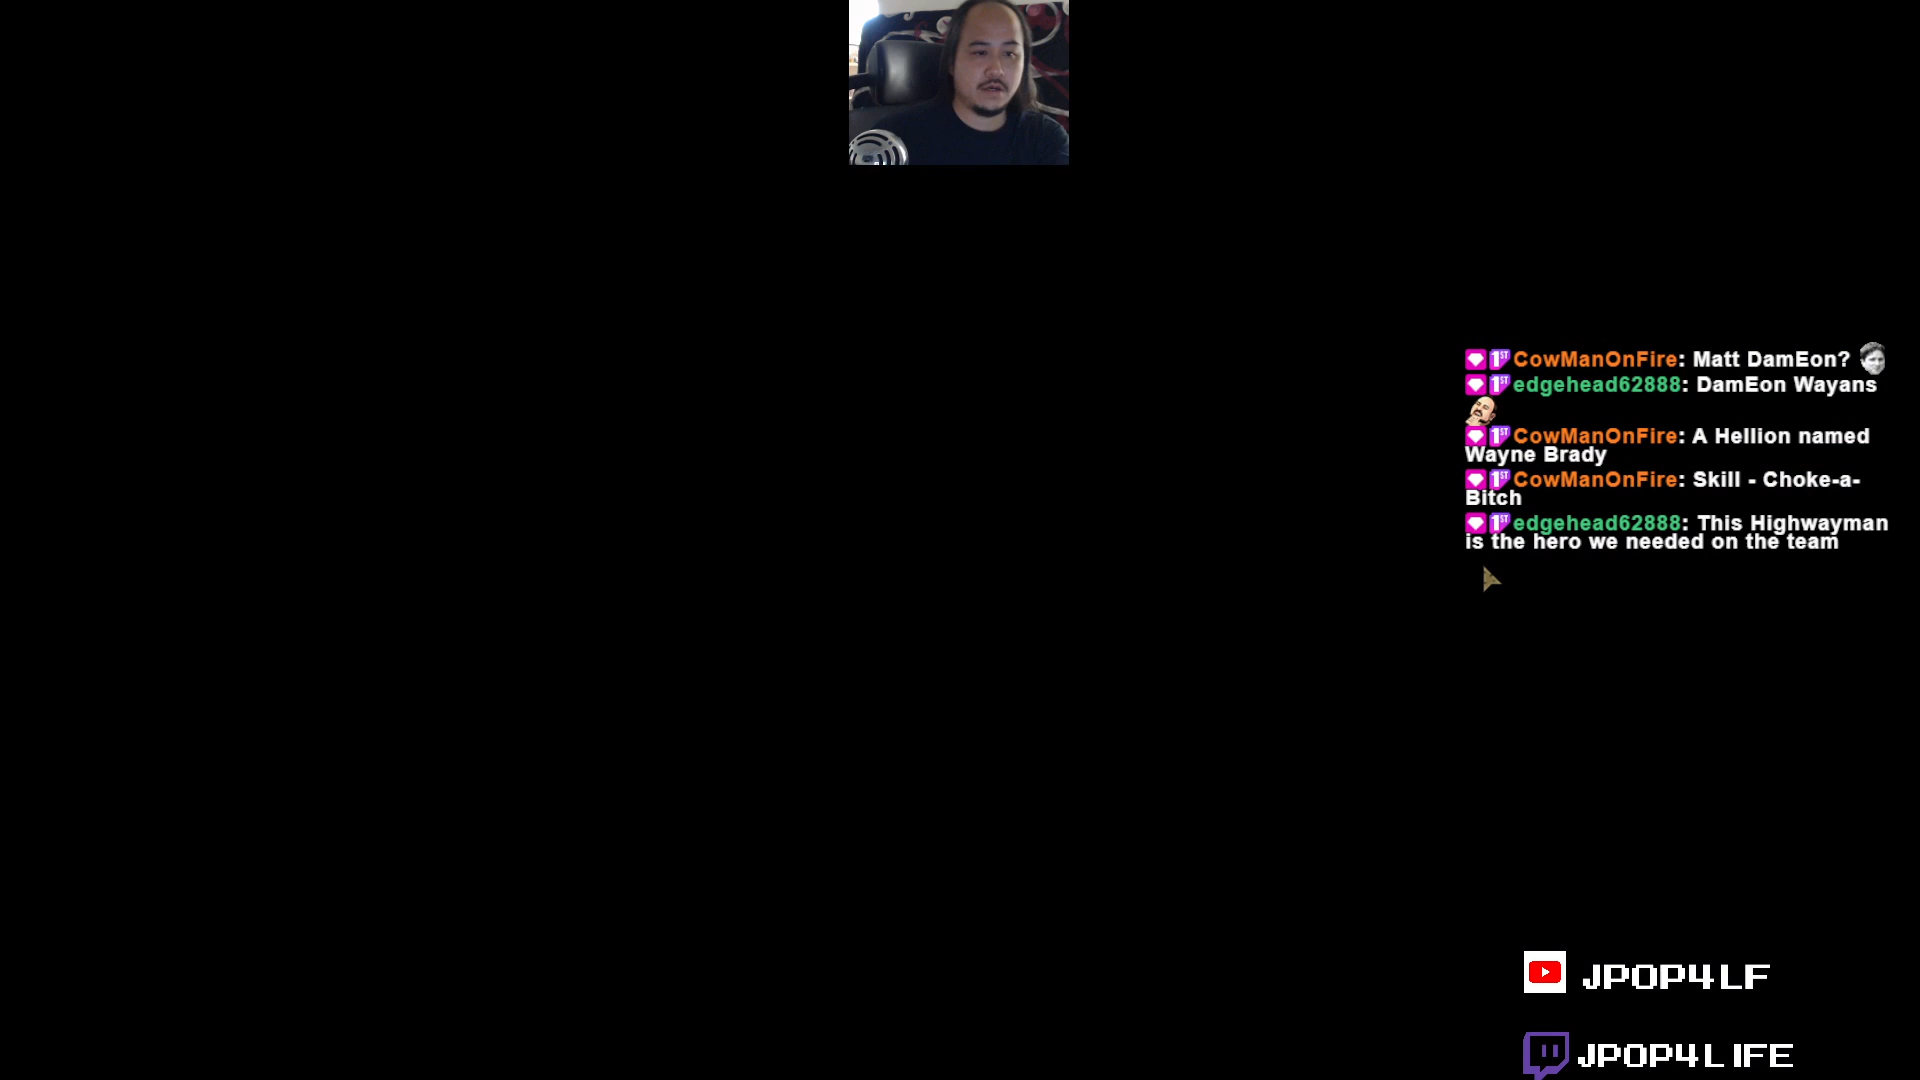 CowManOnFire: Matt DamEon?
edgehead62888: DamEon Wayans
CowManOnFire: A Hellion named
Wayne Brady
CowManOnFire: Skill - Choke-a-
Bitch
edgehead62888: This Highwayman
is the hero we needed on the team
JPOP4LF
JPOP4LIFE